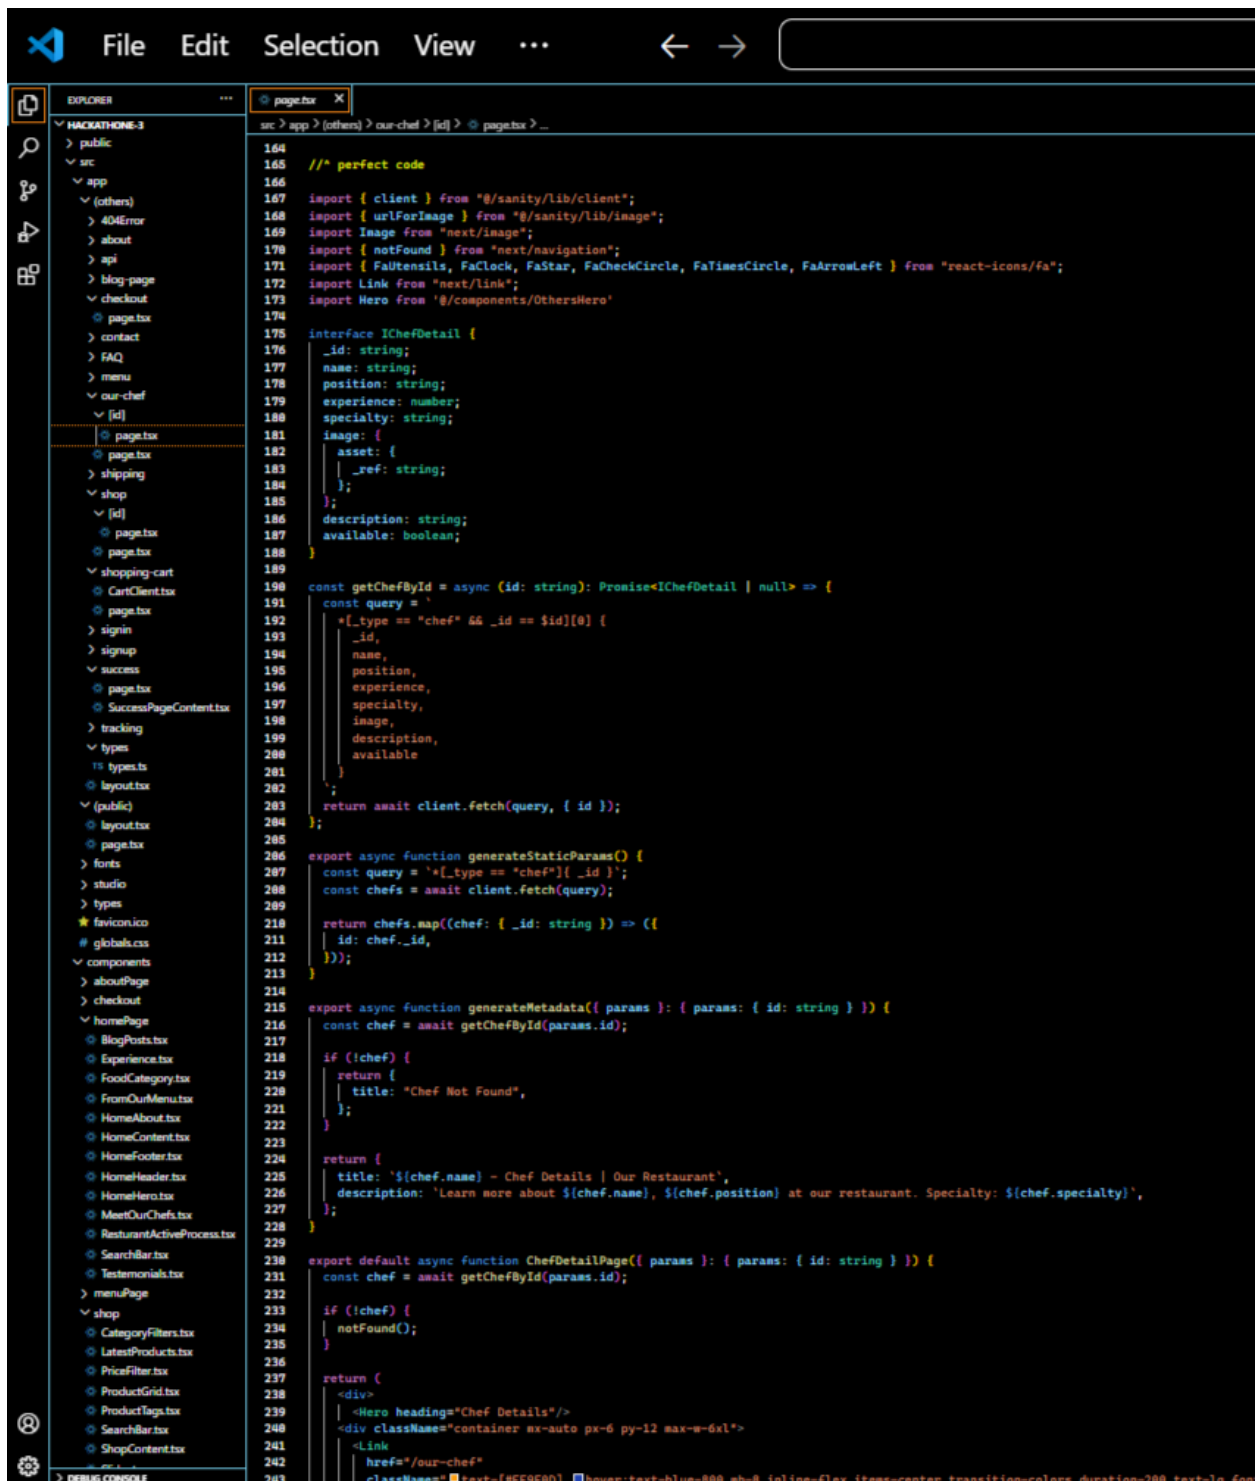 File Edit Selection View ...
EXPLORER ...
HACKATHONE-3
public
src
app
(others)
404Error
about
api
blog-page
checkout
page.tsx
contact
FAQ
menu
our-chef
[id]
page.tsx
page.tsx
shipping
shop
[id]
page.tsx
page.tsx
shopping-cart
CartClient.tsx
page.tsx
signin
signup
success
page.tsx
SuccessPageContent.tsx
tracking
types
TS types.ts
layout.tsx
(public)
layout.tsx
page.tsx
fonts
studio
types
favicon.ico
# globals.css
components
aboutPage
checkout
homePage
BlogPosts.tsx
Experience.tsx
FoodCategory.tsx
FromOurMenu.tsx
HomeAbout.tsx
HomeContent.tsx
HomeFooter.tsx
HomeHeader.tsx
HomeHero.tsx
MeetOurChefs.tsx
ResturantActiveProcess.tsx
SearchBar.tsx
Testemonials.tsx
menuPage
shop
CategoryFilters.tsx
LatestProducts.tsx
PriceFilter.tsx
ProductGrid.tsx
ProductTags.tsx
SearchBar.tsx
ShopContent.tsx
DEBUG CONSOLE
page.tsx
src > app > (others) > our-chef > [id] > page.tsx > ...
164
165 //* perfect code
166
167 import { client } from "@/sanity/lib/client";
168 import { urlForImage } from "@/sanity/lib/image";
169 import Image from "next/image";
170 import { notFound } from "next/navigation";
171 import { FaUtensils, FaClock, FaStar, FaCheckCircle, FaTimesCircle, FaArrowLeft } from "react-icons/fa";
172 import Link from "next/link";
173 import Hero from '@/components/OthersHero'
174
175 interface IChefDetail {
176 _id: string;
177 name: string;
178 position: string;
179 experience: number;
180 specialty: string;
181 image: {
182 asset: {
183 _ref: string;
184 };
185 };
186 description: string;
187 available: boolean;
188 }
189
190 const getChefById = async (id: string): Promise<IChefDetail | null> => {
191 const query = `
192 *[_type == "chef" && _id == $id][0] {
193 _id,
194 name,
195 position,
196 experience,
197 specialty,
198 image,
199 description,
200 available
201 }
202 `;
203 return await client.fetch(query, { id });
204 };
205
206 export async function generateStaticParams() {
207 const query = `*[_type == "chef"]{ _id }`;
208 const chefs = await client.fetch(query);
209
210 return chefs.map((chef: { _id: string }) => ({
211 id: chef._id,
212 }));
213 }
214
215 export async function generateMetadata({ params }: { params: { id: string } }) {
216 const chef = await getChefById(params.id);
217
218 if (!chef) {
219 return {
220 title: "Chef Not Found",
221 };
222 }
223
224 return {
225 title: `${chef.name} - Chef Details | Our Restaurant`,
226 description: `Learn more about ${chef.name}, ${chef.position} at our restaurant. Specialty: ${chef.specialty}`,
227 };
228 }
229
230 export default async function ChefDetailPage({ params }: { params: { id: string } }) {
231 const chef = await getChefById(params.id);
232
233 if (!chef) {
234 notFound();
235 }
236
237 return (
238 <div>
239 <Hero heading="Chef Details"/>
240 <div className="container mx-auto px-6 py-12 max-w-6xl">
241 <Link
242 href="/our-chef"
243 className="text-[#FF9F0D] hover:text-blue-800 mb-8 inline-flex items-center transition-colors duration-200 text-lg